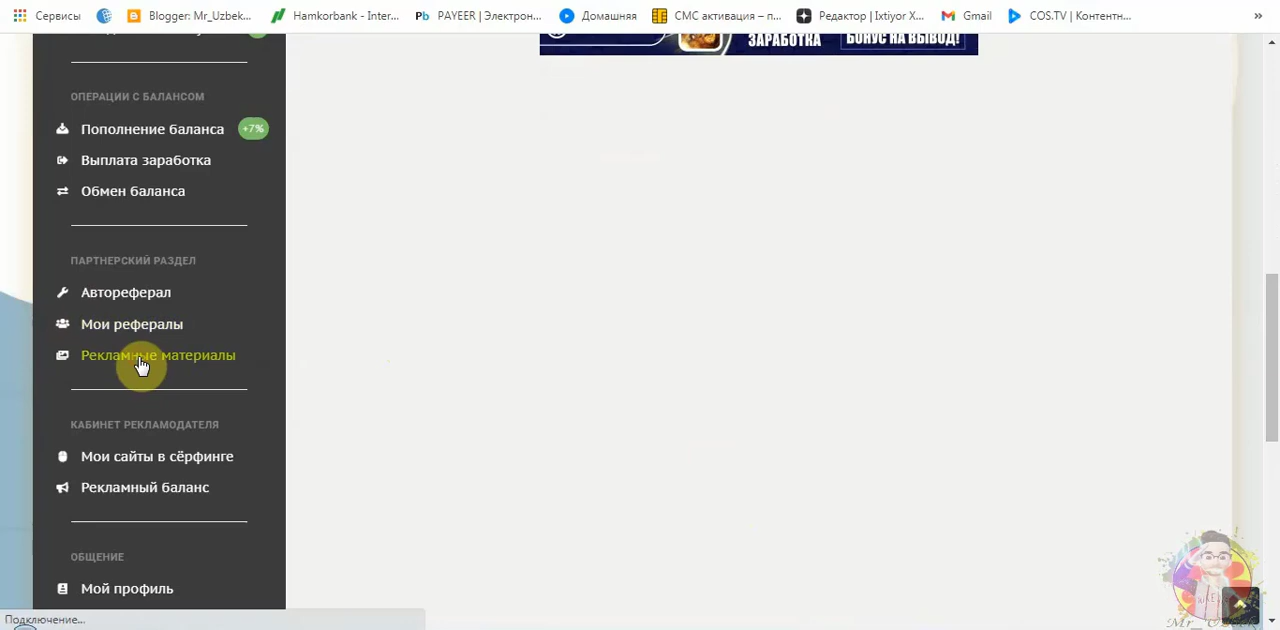 Сервисы
Blogger: Mr_Uzbek...
Hamkorbank - Inter...
Pb PAYEER | Электрон...
Домашняя
СМС активация – п...
Редактор | Ixtiyor X...
Gmail
COS.TV | Контентн...
»
ЗАРАБОТКА
БОНУС НА ВЫВОД!
ОПЕРАЦИИ С БАЛАНСОМ
Пополнение баланса +7%
Выплата заработка
Обмен баланса
ПАРТНЕРСКИЙ РАЗДЕЛ
Автореферал
Мои рефералы
Рекламные материалы
КАБИНЕТ РЕКЛАМОДАТЕЛЯ
Мои сайты в сёрфинге
Рекламный баланс
ОБЩЕНИЕ
Мой профиль
Подключение...